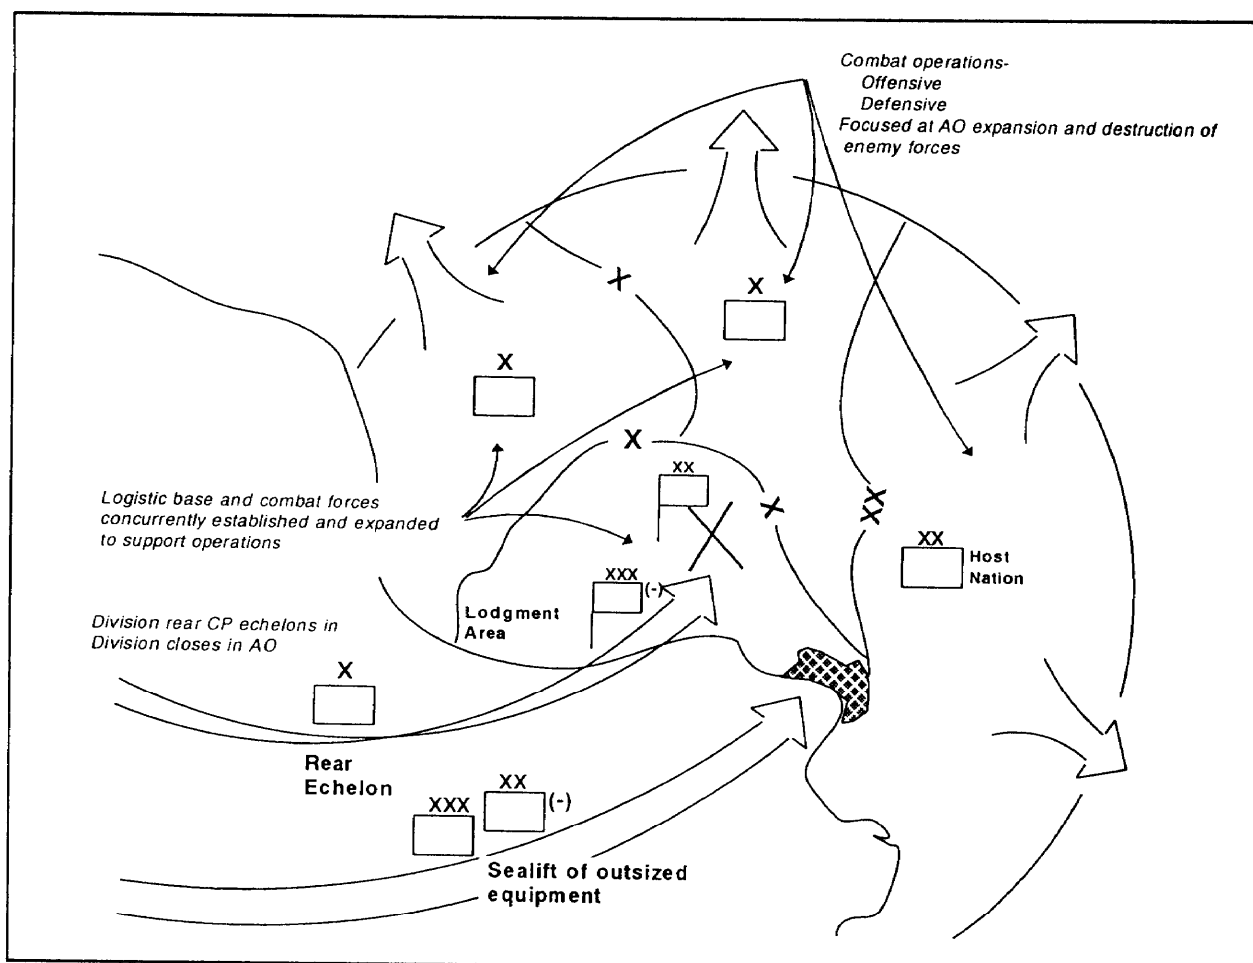 Combat operations-
Offensive
Defensive
Focused at AO expansion and destruction of
enemy forces
X
X
X
X
XX
X
XX
Logistic base and combat forces
concurrently established and expanded
to support operations
XX
Host
Nation
XXX
(-)
Lodgment
Area
Division rear CP echelons in
Division closes in AO
X
Rear
Echelon
XX
(-)
XXX
Sealift of outsized
equipment